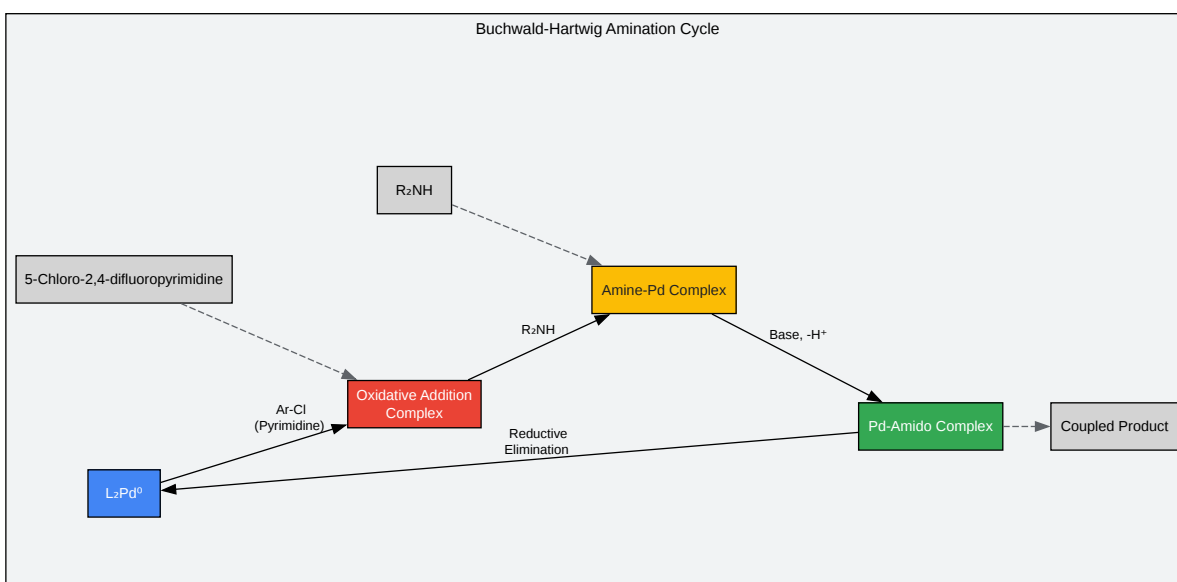 Buchwald-Hartwig Amination Cycle
R₂NH
5-Chloro-2,4-difluoropyrimidine
Amine-Pd Complex
R₂NH
Base, -H⁺
Oxidative Addition
Complex
Ar-Cl
(Pyrimidine)
Reductive
Elimination
Pd-Amido Complex
Coupled Product
L₂Pd⁰